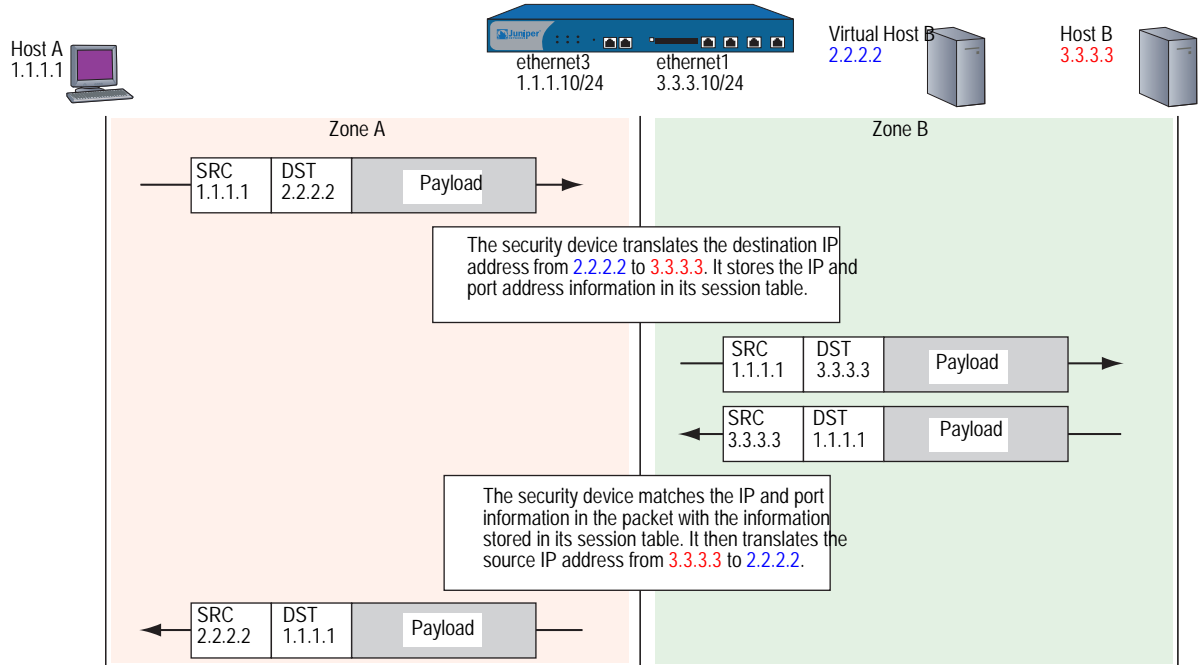 Host A
1.1.1.1
Juniper
ethernet3
1.1.1.10/24
ethernet1
3.3.3.10/24
Virtual Host B
2.2.2.2
Host B
3.3.3.3
Zone A
Zone B
SRC
1.1.1.1
DST
2.2.2.2
Payload
The security device translates the destination IP
address from 2.2.2.2 to 3.3.3.3. It stores the IP and
port address information in its session table.
SRC
1.1.1.1
DST
3.3.3.3
Payload
SRC
3.3.3.3
DST
1.1.1.1
Payload
The security device matches the IP and port
information in the packet with the information
stored in its session table. It then translates the
source IP address from 3.3.3.3 to 2.2.2.2.
SRC
2.2.2.2
DST
1.1.1.1
Payload